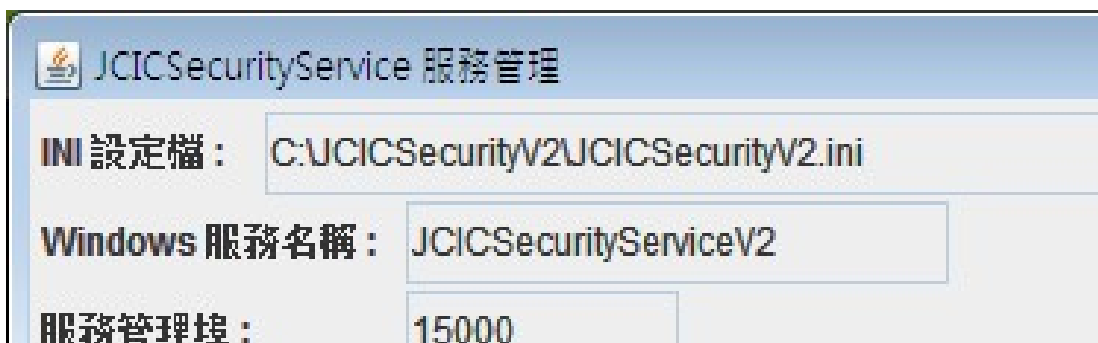 JCICSecurityService 服務管理
INI 設定檔 : C:\JCICSecurityV2\JCICSecurityV2.ini
Windows 服務名稱 : JCICSecurityServiceV2
服務管理埠 : 15000